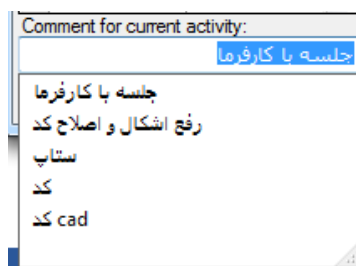 Comment for current activity:
جلسه با کارفرما
جلسه با کارفرما
رفع اشکال و اصلاح کد
ستاپ
کد
کد cad